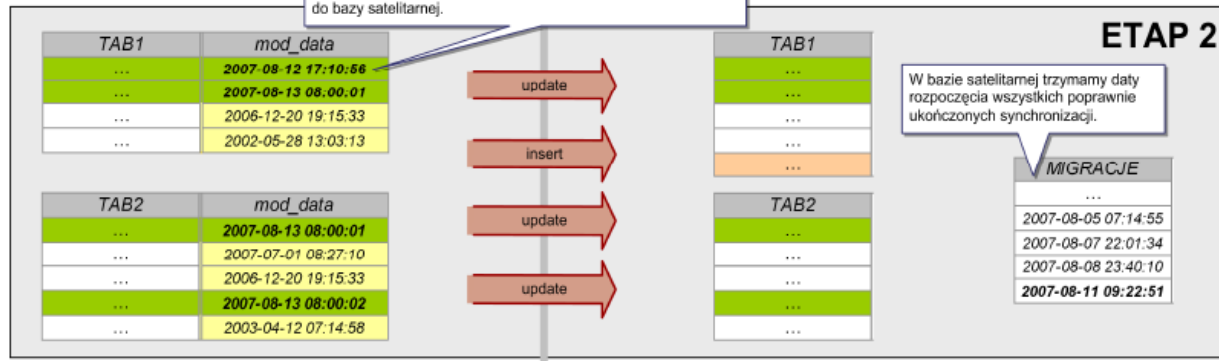 do bazy satelitarnej.
ETAP 2
TAB1 mod_data
... 2007-08-12 17:10:56
... 2007-08-13 08:00:01
... 2006-12-20 19:15:33
... 2002-05-28 13:03:13
update
insert
TAB1
...
...
...
...
...
W bazie satelitarnej trzymamy daty
rozpoczęcia wszystkich poprawnie
ukończonych synchronizacji.
TAB2 mod_data
... 2007-08-13 08:00:01
... 2007-07-01 08:27:10
... 2006-12-20 19:15:33
... 2007-08-13 08:00:02
... 2003-04-12 07:14:58
update
update
TAB2
...
...
...
...
...
MIGRACJE
...
2007-08-05 07:14:55
2007-08-07 22:01:34
2007-08-08 23:40:10
2007-08-11 09:22:51